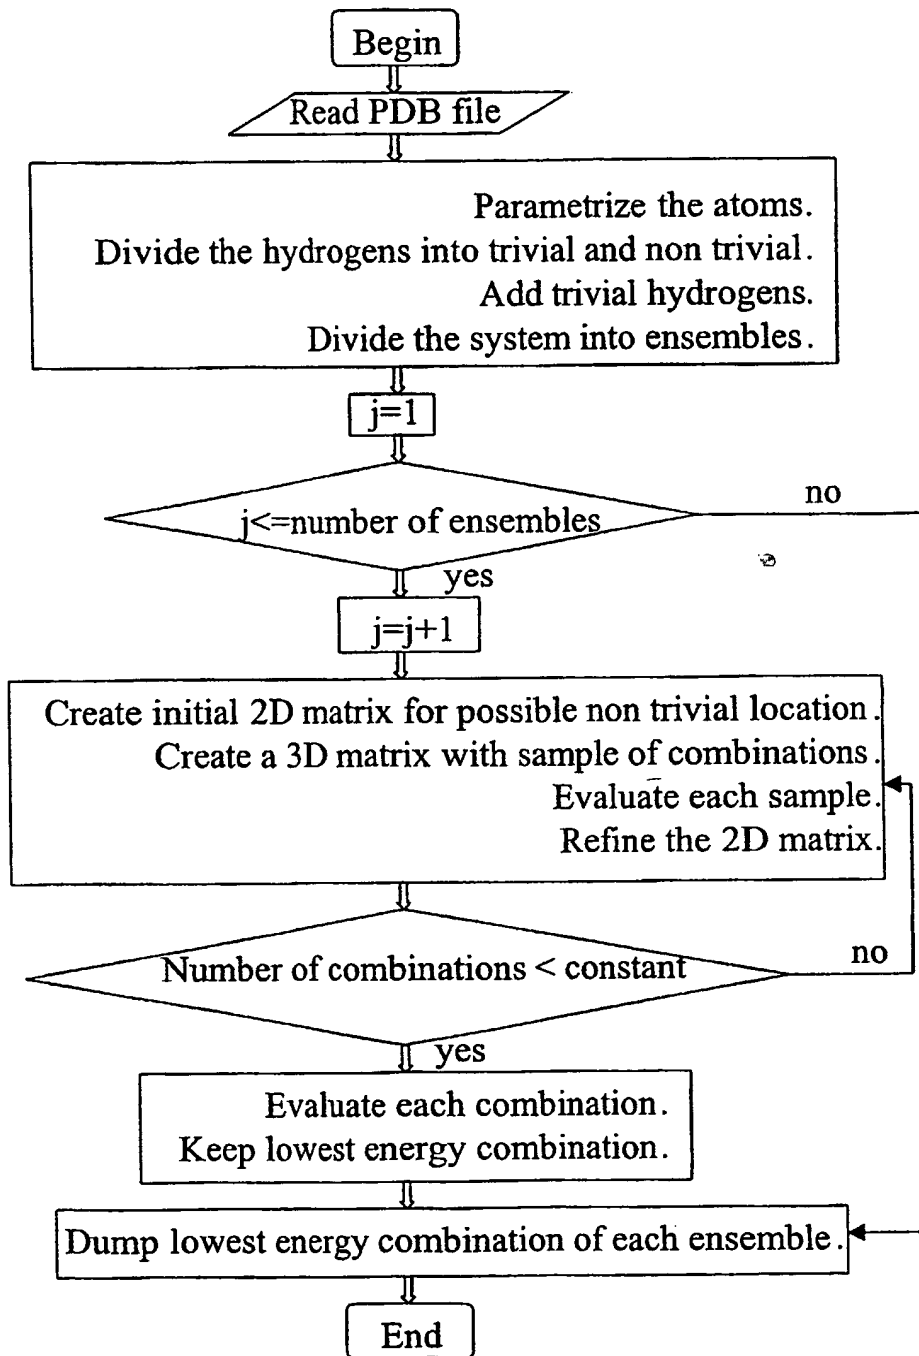 Begin
Read PDB file
Parametrize the atoms.
Divide the hydrogens into trivial and non trivial.
Add trivial hydrogens.
Divide the system into ensembles.
j=1
j<=number of ensembles
no
yes
j=j+1
Create initial 2D matrix for possible non trivial location.
Create a 3D matrix with sample of combinations.
Evaluate each sample.
Refine the 2D matrix.
Number of combinations < constant
no
yes
Evaluate each combination.
Keep lowest energy combination.
Dump lowest energy combination of each ensemble.
End